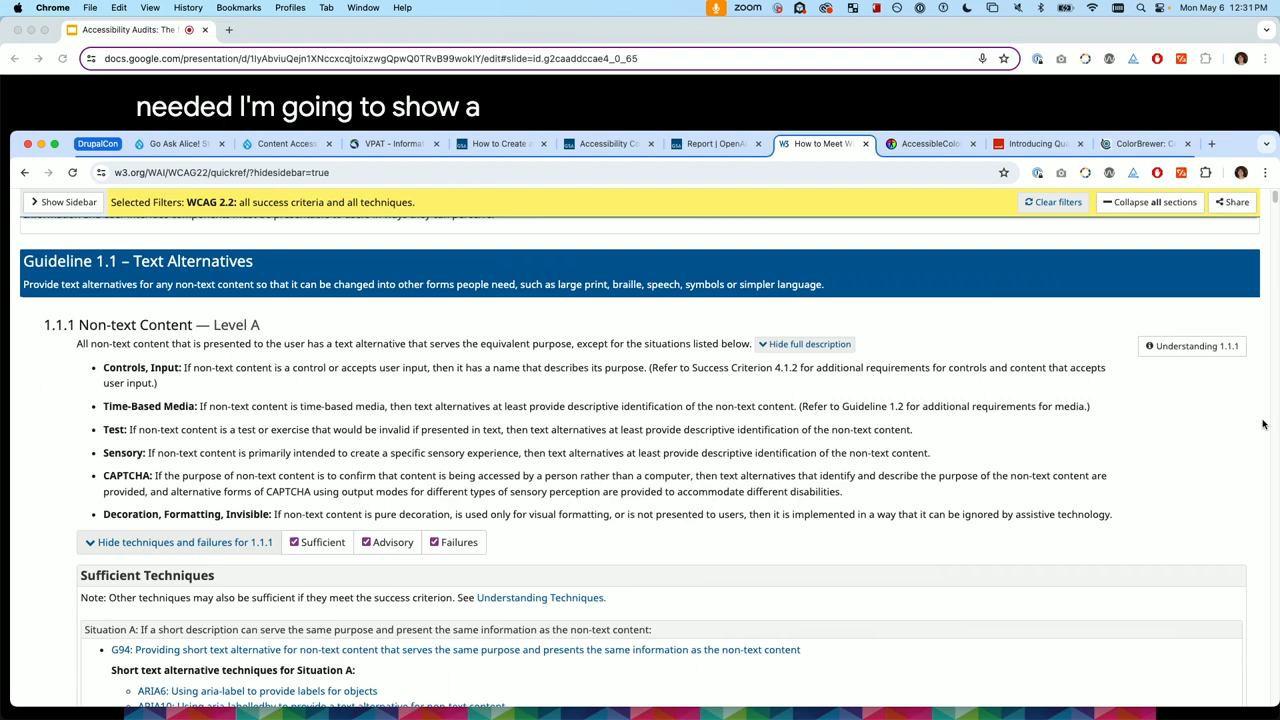 Chrome File Edit View History Bookmarks Profiles Tab Window Help zoom Mon May 6 12:31 PM
Accessibility Audits: The
docs.google.com/presentation/d/1IyAbviuQejn1XNccxcqjtoixzwgQpwQ0TRvB99wokIY/edit#slide=id.g2caaddccae4_0_65
needed I'm going to show a
DrupalCon Go Ask Alice! Content Access VPAT - Informat How to Create Accessibility Co Report | OpenA How to Meet W AccessibleColo Introducing Qu ColorBrewer: C
w3.org/WAI/WCAG22/quickref/?hidesidebar=true
Show Sidebar Selected Filters: WCAG 2.2: all success criteria and all techniques. Clear filters Collapse all sections Share
Guideline 1.1 – Text Alternatives
Provide text alternatives for any non-text content so that it can be changed into other forms people need, such as large print, braille, speech, symbols or simpler language.
1.1.1 Non-text Content — Level A
All non-text content that is presented to the user has a text alternative that serves the equivalent purpose, except for the situations listed below. Hide full description Understanding 1.1.1
Controls, Input: If non-text content is a control or accepts user input, then it has a name that describes its purpose. (Refer to Success Criterion 4.1.2 for additional requirements for controls and content that accepts
user input.)
Time-Based Media: If non-text content is time-based media, then text alternatives at least provide descriptive identification of the non-text content. (Refer to Guideline 1.2 for additional requirements for media.)
Test: If non-text content is a test or exercise that would be invalid if presented in text, then text alternatives at least provide descriptive identification of the non-text content.
Sensory: If non-text content is primarily intended to create a specific sensory experience, then text alternatives at least provide descriptive identification of the non-text content.
CAPTCHA: If the purpose of non-text content is to confirm that content is being accessed by a person rather than a computer, then text alternatives that identify and describe the purpose of the non-text content are
provided, and alternative forms of CAPTCHA using output modes for different types of sensory perception are provided to accommodate different disabilities.
Decoration, Formatting, Invisible: If non-text content is pure decoration, is used only for visual formatting, or is not presented to users, then it is implemented in a way that it can be ignored by assistive technology.
Hide techniques and failures for 1.1.1 Sufficient Advisory Failures
Sufficient Techniques
Note: Other techniques may also be sufficient if they meet the success criterion. See Understanding Techniques.
Situation A: If a short description can serve the same purpose and present the same information as the non-text content:
G94: Providing short text alternative for non-text content that serves the same purpose and presents the same information as the non-text content
Short text alternative techniques for Situation A:
ARIA6: Using aria-label to provide labels for objects
ARIA10: Using aria-labelledby to provide a text alternative for non-text content